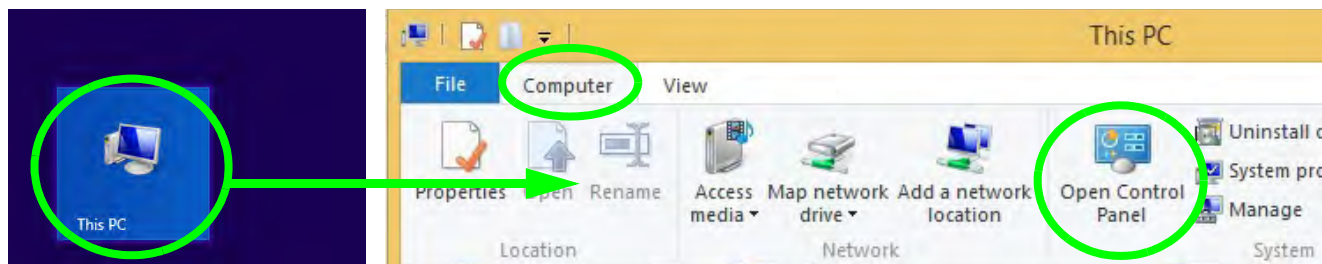 This PC
This PC
File Computer View
Properties Open Rename
Access media
Map network drive
Add a network location
Open Control Panel
Uninstall
System
Manage
Location Network System